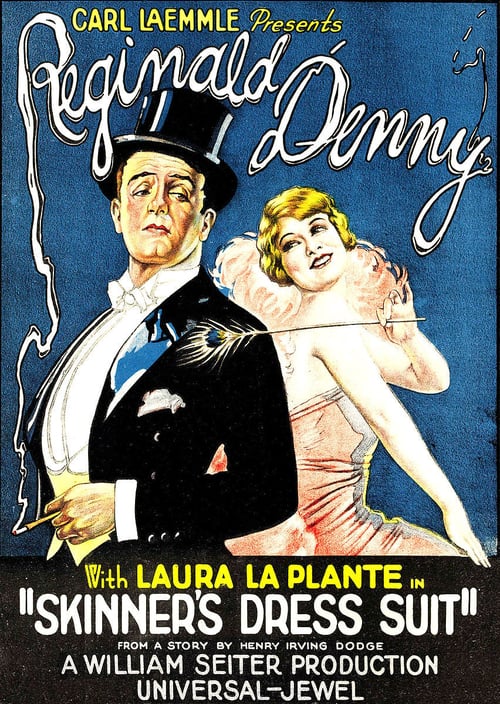 CARL LAEMMLE Presents
Reginald
Denny
With LAURA LA PLANTE IN
"SKINNER'S DRESS SUIT"
FROM A STORY BY HENRY IRVING DODGE
A WILLIAM SEITER PRODUCTION
UNIVERSAL-JEWEL